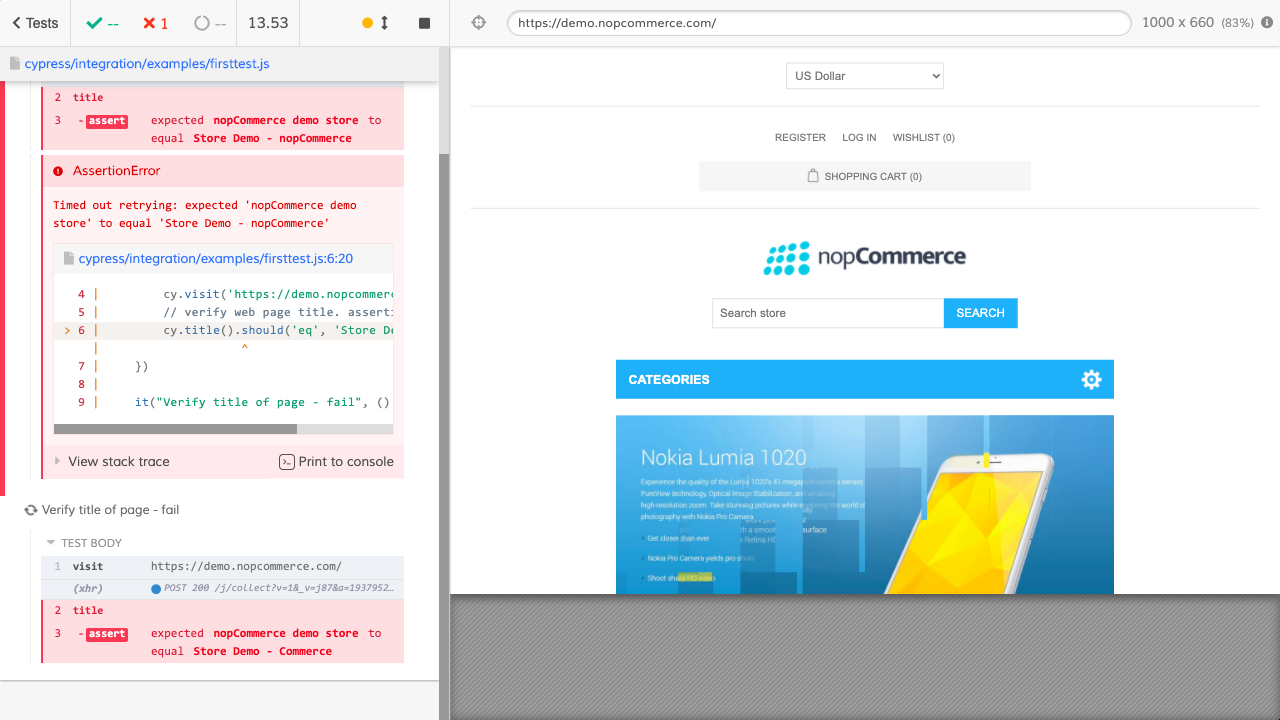 Tests
--
1
--
13.53
https://demo.nopcommerce.com/
1000 x 660 (83%)
cypress/integration/examples/firsttest.js
2 title
3 - assert expected nopCommerce demo store to
equal Store Demo - nopCommerce
AssertionError
Timed out retrying: expected 'nopCommerce demo
store' to equal 'Store Demo - nopCommerce'
cypress/integration/examples/firsttest.js:6:20
4 | cy.visit('https://demo.nopcommerc
5 | // verify web page title. asserti
> 6 | cy.title().should('eq', 'Store De
| ^
7 | })
8 |
9 | it("Verify title of page - fail", ()
View stack trace
Print to console
Verify title of page - fail
TEST BODY
1 visit https://demo.nopcommerce.com/
(xhr) POST 200 /j/collect?v=1&_v=j87&a=1937952…
2 title
3 - assert expected nopCommerce demo store to
equal Store Demo - Commerce
US Dollar
REGISTER LOG IN WISHLIST (0)
SHOPPING CART (0)
nopCommerce
Search store
SEARCH
CATEGORIES
Nokia Lumia 1020
Experience the quality of the Lumia 1020's 41-megapixel camera sensor,
PureView technology, Optical Image Stabilization, and amazing
high-resolution zoom. Take stunning pictures while exploring the world of
photography with Nokia Pro Camera.
Get closer than ever
Nokia Pro Camera yields pro shots
Shoot sharp HD video